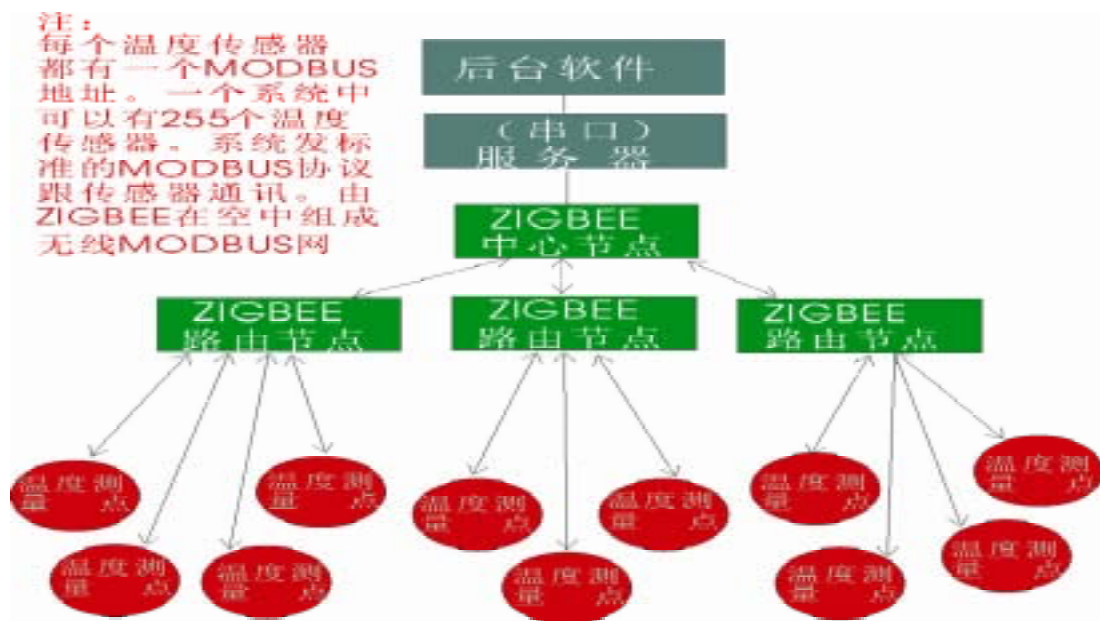 注：
每个温度传感器
都有一个MODBUS
地址。一个系统中
可以有255个温度
传感器。系统发标
准的MODBUS协议
跟传感器通讯。由
ZIGBEE在空中组成
无线MODBUS网
后台软件
（串口）
服务 器
ZIGBEE
中心节点
ZIGBEE
路由节点
ZIGBEE
路由节点
ZIGBEE
路由节点
温度测
量 点
温度测
量 点
温度测
量 点
温度测
量 点
温度测
量 点
温度测
量 点
温度测
量 点
温度测
量 点
温度测
量 点
温度测
量 点
温度测
量 点